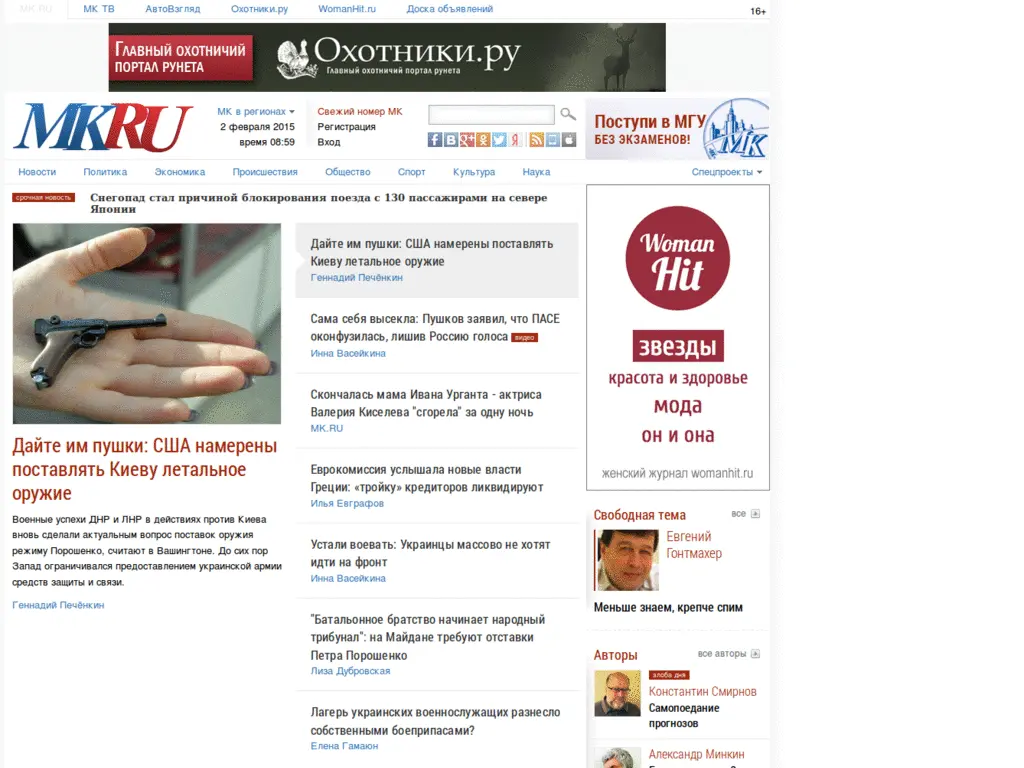 MK.RU
МК ТВ
АвтоВзгляд
Охотники.ру
WomanHit.ru
Доска объявлений
16+
Главный охотничий
портал рунета
Охотники.ру
Главный охотничий портал рунета
MKRU
МК в регионах
2 февраля 2015
время 08:59
Свежий номер МК
Регистрация
Вход
Поступи в МГУ
БЕЗ ЭКЗАМЕНОВ!
МК
Новости
Политика
Экономика
Происшествия
Общество
Спорт
Культура
Наука
Спецпроекты
срочная новость
Снегопад стал причиной блокирования поезда с 130 пассажирами на севере
Японии
Дайте им пушки: США намерены
поставлять Киеву летальное
оружие
Военные успехи ДНР и ЛНР в действиях против Киева
вновь сделали актуальным вопрос поставок оружия
режиму Порошенко, считают в Вашингтоне. До сих пор
Запад ограничивался предоставлением украинской армии
средств защиты и связи.
Геннадий Печёнкин
Дайте им пушки: США намерены поставлять
Киеву летальное оружие
Геннадий Печёнкин
Сама себя высекла: Пушков заявил, что ПАСЕ
оконфузилась, лишив Россию голоса видео
Инна Васейкина
Скончалась мама Ивана Урганта - актриса
Валерия Киселева "сгорела" за одну ночь
MK.RU
Еврокомиссия услышала новые власти
Греции: «тройку» кредиторов ликвидируют
Илья Евграфов
Устали воевать: Украинцы массово не хотят
идти на фронт
Инна Васейкина
"Батальонное братство начинает народный
трибунал": на Майдане требуют отставки
Петра Порошенко
Лиза Дубровская
Лагерь украинских военнослужащих разнесло
собственными боеприпасами?
Елена Гамаюн
Woman
Hit
звезды
красота и здоровье
мода
он и она
женский журнал womanhit.ru
Свободная тема
все
Евгений
Гонтмахер
Меньше знаем, крепче спим
Авторы
все авторы
злоба дня
Константин Смирнов
Самопоедание
прогнозов
Александр Минкин